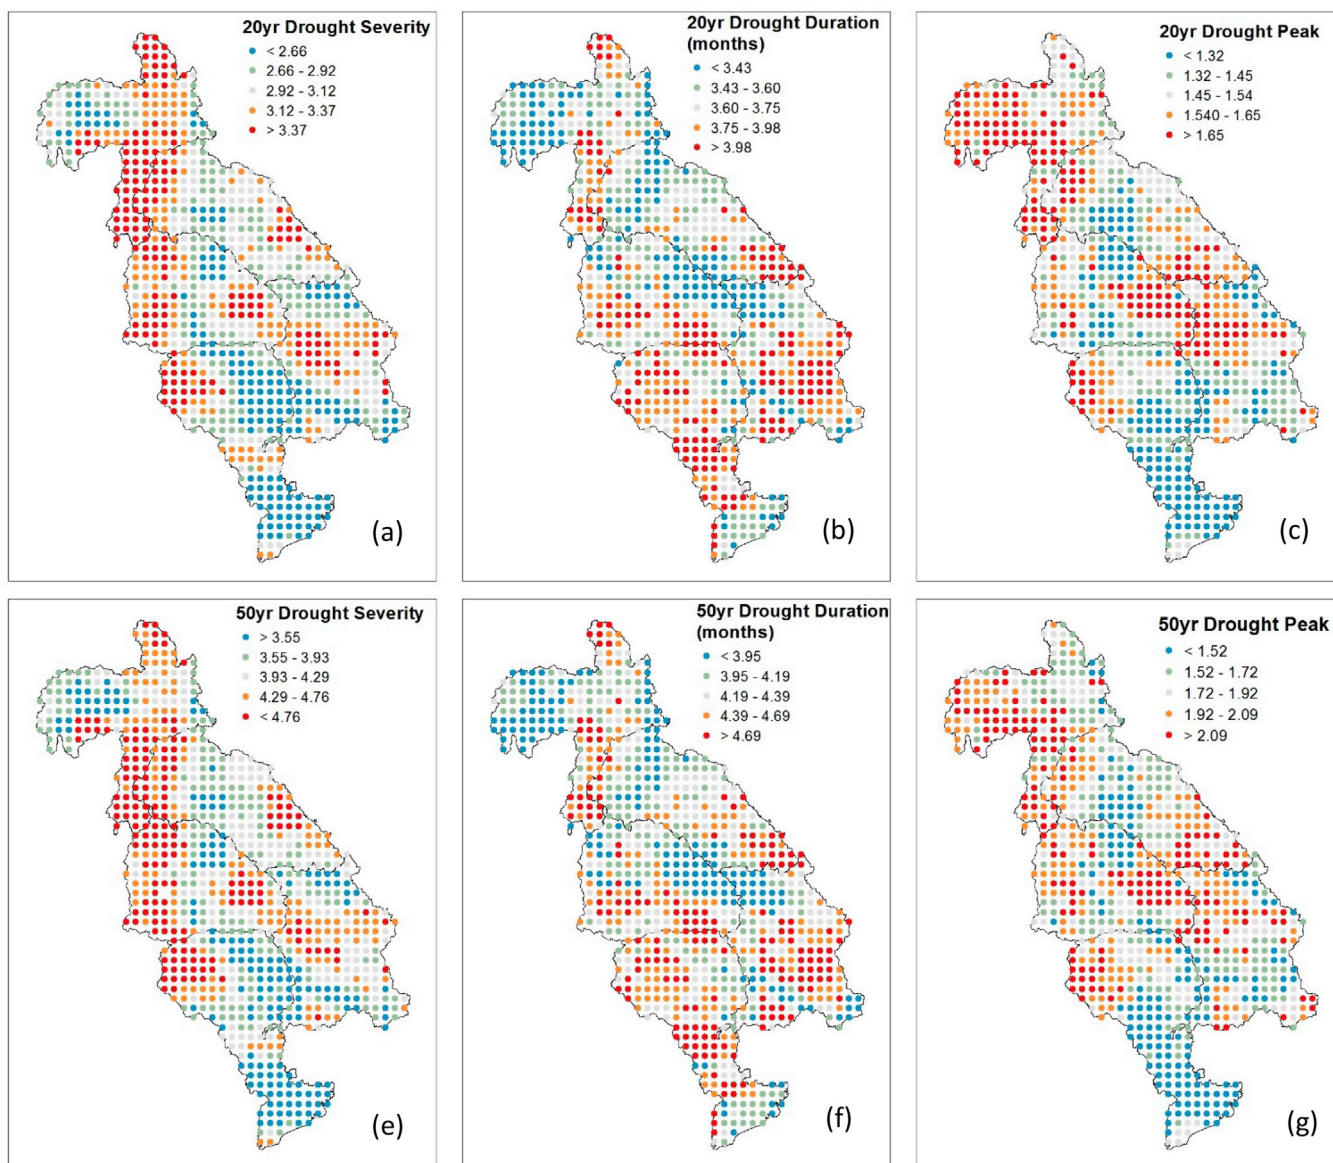 20yr Drought Severity
< 2.66
2.66 - 2.92
2.92 - 3.12
3.12 - 3.37
> 3.37
(a)
20yr Drought Duration
(months)
< 3.43
3.43 - 3.60
3.60 - 3.75
3.75 - 3.98
> 3.98
(b)
20yr Drought Peak
< 1.32
1.32 - 1.45
1.45 - 1.54
1.540 - 1.65
> 1.65
(c)
50yr Drought Severity
> 3.55
3.55 - 3.93
3.93 - 4.29
4.29 - 4.76
< 4.76
(e)
50yr Drought Duration
(months)
< 3.95
3.95 - 4.19
4.19 - 4.39
4.39 - 4.69
> 4.69
(f)
50yr Drought Peak
< 1.52
1.52 - 1.72
1.72 - 1.92
1.92 - 2.09
> 2.09
(g)